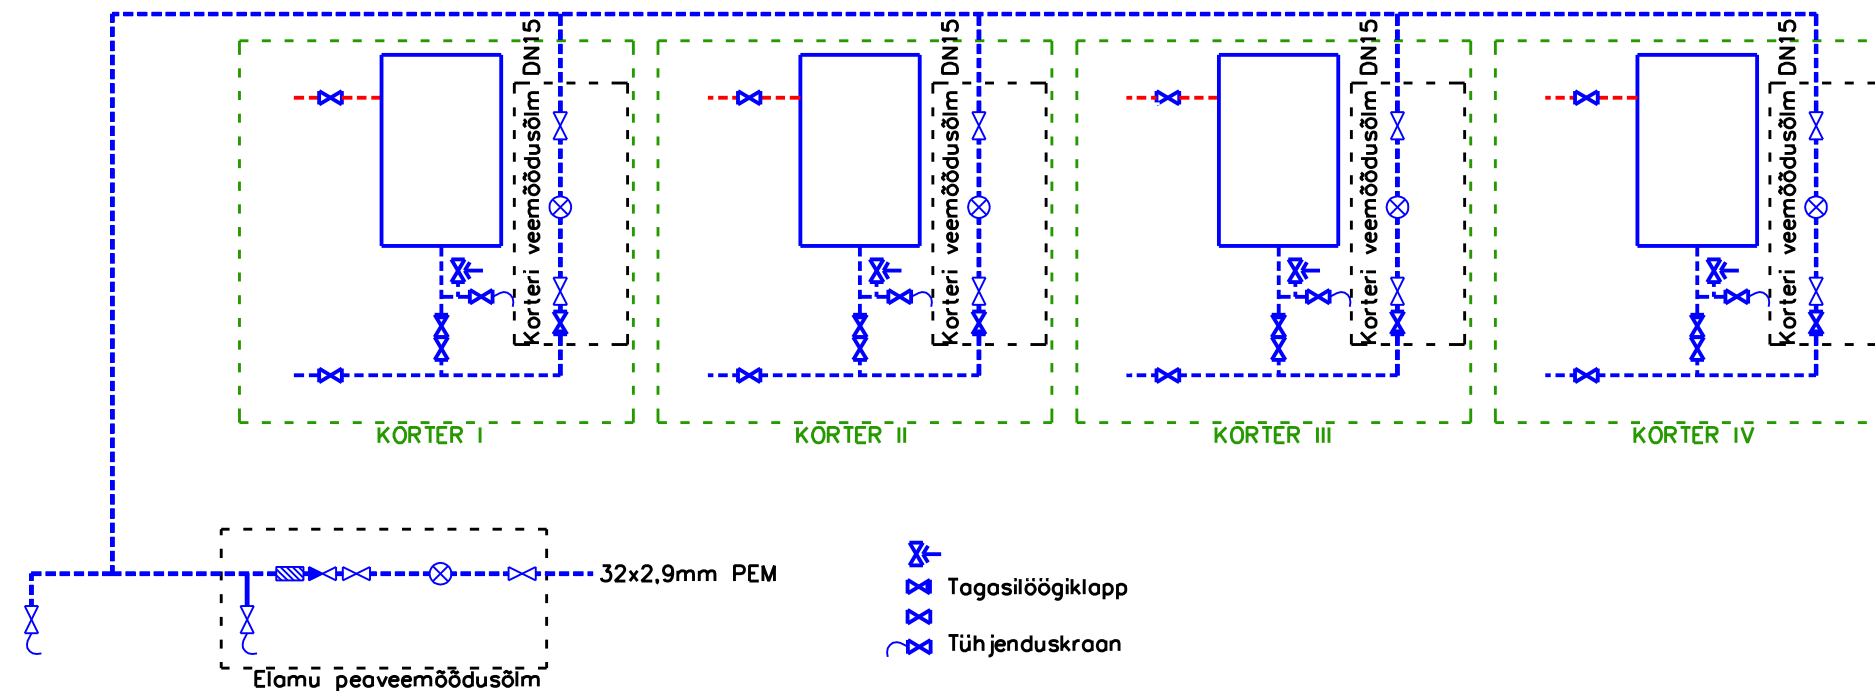 Korteri veemõõdusõlm DN15
Korteri veemõõdusõlm DN15
Korteri veemõõdusõlm DN15
Korteri veemõõdusõlm DN15
KORTER I
KORTER II
KORTER III
KORTER IV
32x2,9mm PEM
Tagasilöögiklapp
Tühjenduskraan
Elamu peaveemõõdusõlm